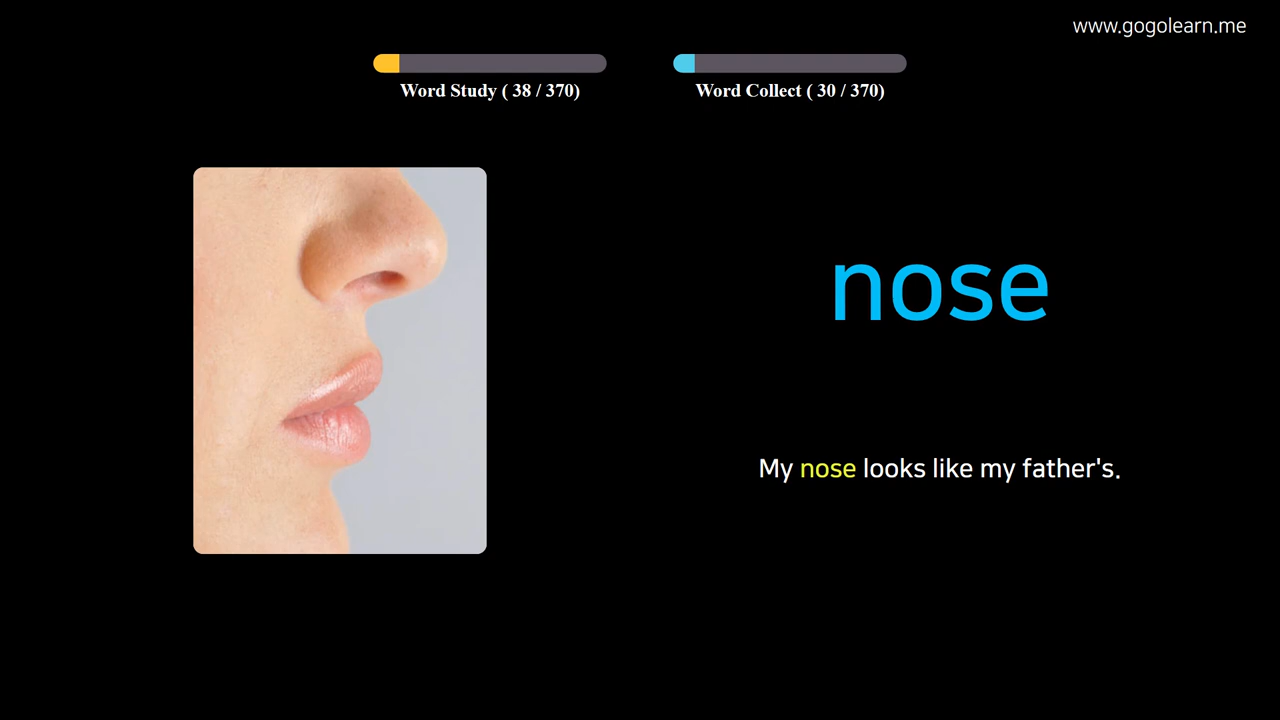 www.gogolearn.me
Word Study ( 38 / 370)
Word Collect ( 30 / 370)
nose
My nose looks like my father's.